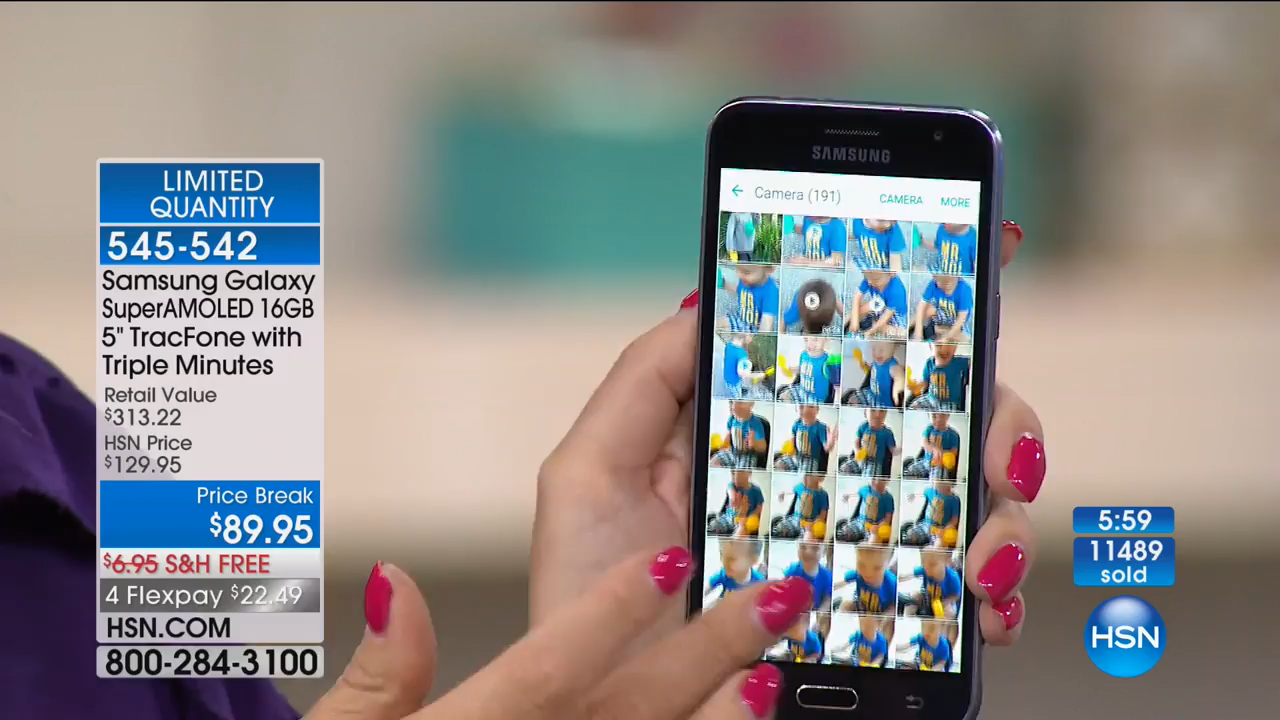 LIMITED
QUANTITY
545-542
Samsung Galaxy
SuperAMOLED 16GB
5" TracFone with
Triple Minutes
Retail Value
$313.22
HSN Price
$129.95
Price Break
$89.95
$6.95 S&H FREE
4 Flexpay $22.49
HSN.COM
800-284-3100
SAMSUNG
Camera (191)
CAMERA MORE
5:59
11489
sold
HSN